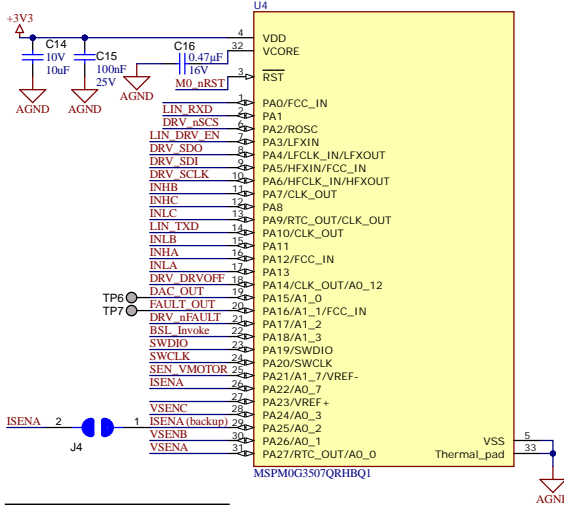 U4
+3V3
4 VDD
C14 10V 10uF
C15 100nF 25V
C16 0.47µF 16V
32 VCORE
M0_nRST 3 RST
AGND AGND AGND
1 PA0/FCC_IN
LIN_RXD 2 PA1
DRV_nSCS 6 PA2/ROSC
LIN_DRV_EN 7 PA3/LFXIN
DRV_SDO 8 PA4/LFCLK_IN/LFXOUT
DRV_SDI 9 PA5/HFXIN/FCC_IN
DRV_SCLK 10 PA6/HFCLK_IN/HFXOUT
INHB 11 PA7/CLK_OUT
INHC 12 PA8
INLC 13 PA9/RTC_OUT/CLK_OUT
LIN_TXD 14 PA10/CLK_OUT
INLB 15 PA11
INHA 16 PA12/FCC_IN
INLA 17 PA13
DRV_DRVOFF 18 PA14/CLK_OUT/A0_12
TP6 DAC_OUT 19 PA15/A1_0
TP7 FAULT_OUT 20 PA16/A1_1/FCC_IN
DRV_nFAULT 21 PA17/A1_2
BSL_Invoke 22 PA18/A1_3
SWDIO 23 PA19/SWDIO
SWCLK 24 PA20/SWCLK
SEN_VMOTOR 25 PA21/A1_7/VREF-
ISENA 26 PA22/A0_7
27 PA23/VREF+
VSENC 28 PA24/A0_3
ISENA 2 1 ISENA(backup) 29 PA25/A0_2
J4
VSENB 30 PA26/A0_1
VSENA 31 PA27/RTC_OUT/A0_0
VSS 5
Thermal_pad 33
MSPM0G3507QRHBQ1
AGND